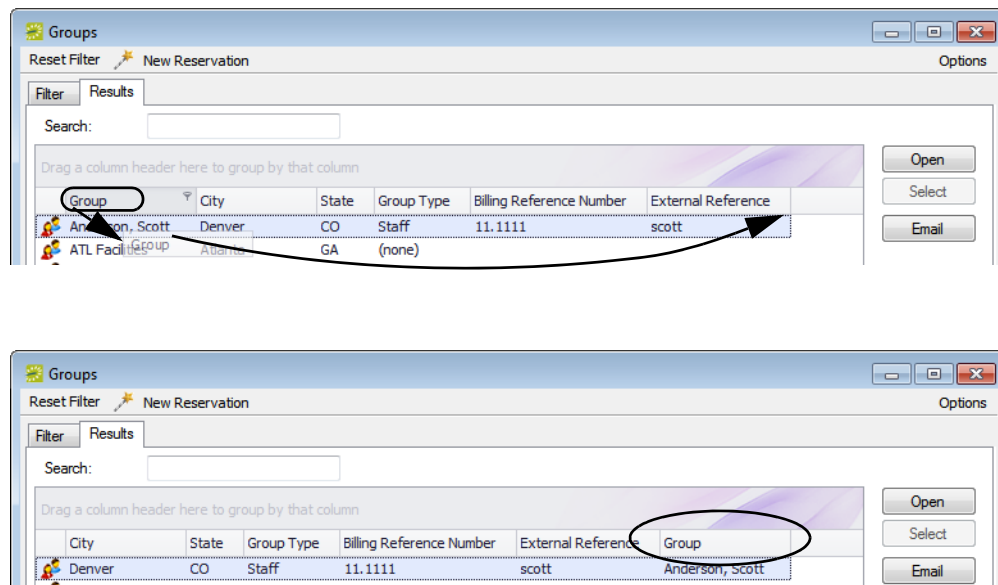 Groups
Reset Filter New Reservation Options
Filter Results
Search:
Drag a column header here to group by that column
Open
Select
Email
Group City State Group Type Billing Reference Number External Reference
Anderson, Scott Denver CO Staff 11.1111 scott
ATL Facilities Atlanta GA (none)
Group
Groups
Reset Filter New Reservation Options
Filter Results
Search:
Drag a column header here to group by that column
Open
Select
Email
City State Group Type Billing Reference Number External Reference Group
Denver CO Staff 11.1111 scott Anderson, Scott